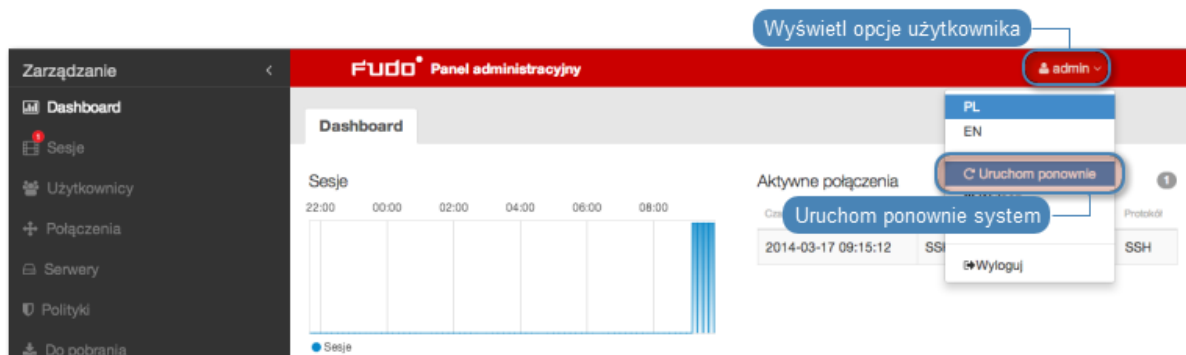 Wyświetl opcje użytkownika
Zarządzanie
FUDO Panel administracyjny
admin
Dashboard
Dashboard
PL
EN
Sesje
1
Użytkownicy
Połączenia
Serwery
Polityki
Do pobrania
Sesje
22:00 00:00 02:00 04:00 06:00 08:00
Sesje
Aktywne połączenia
1
Uruchom ponownie
Uruchom ponownie system
Protokół
2014-03-17 09:15:12
SSH
Wyloguj